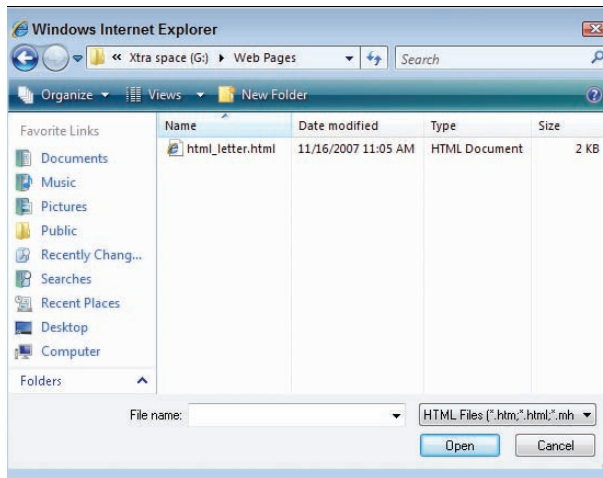 Windows Internet Explorer
« Xtra space (G:) Web Pages Search
Organize Views New Folder ?
Favorite Links
Documents
Music
Pictures
Public
Recently Chang...
Searches
Recent Places
Desktop
Computer
Folders
Name Date modified Type Size
html_letter.html 11/16/2007 11:05 AM HTML Document 2 KB
File name: HTML Files (*.htm;*.html;*.mh
Open Cancel